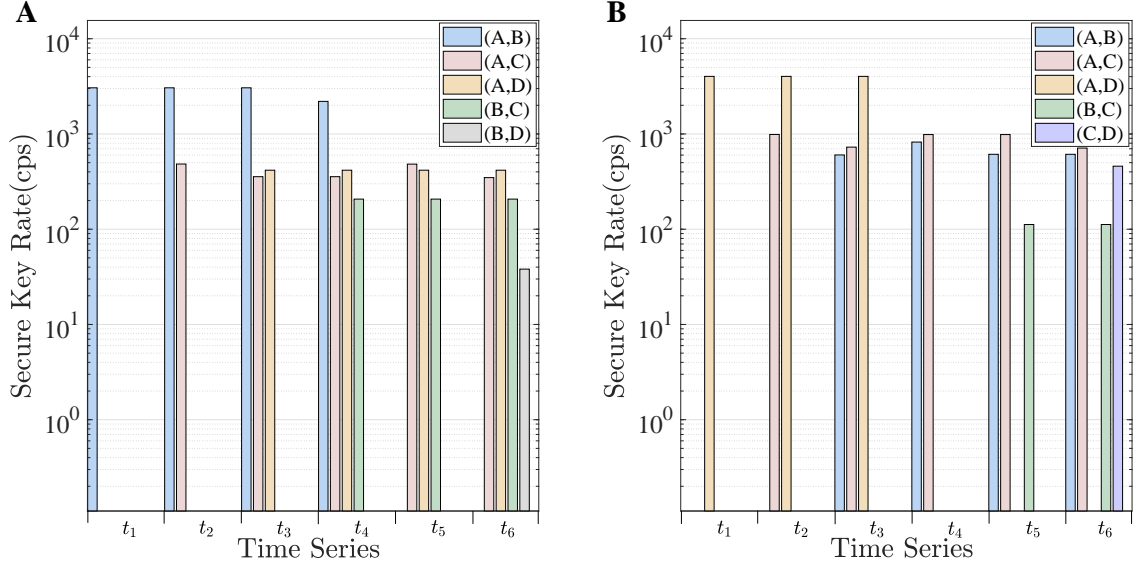 A
Secure Key Rate(cps)
10^4
10^3
10^2
10^1
10^0
(A,B)
(A,C)
(A,D)
(B,C)
(B,D)
t_1 t_2 t_3 t_4 t_5 t_6
Time Series
B
Secure Key Rate(cps)
10^4
10^3
10^2
10^1
10^0
(A,B)
(A,C)
(A,D)
(B,C)
(C,D)
t_1 t_2 t_3 t_4 t_5 t_6
Time Series